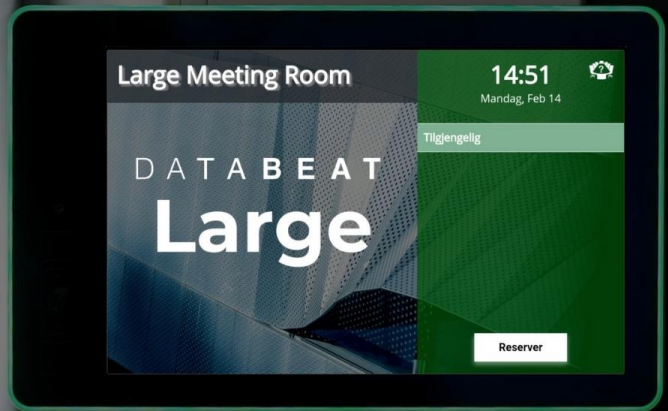 Large Meeting Room
DATABEAT
Large
14:51
Mandag, Feb 14
?
Tilgjengelig
Reserver